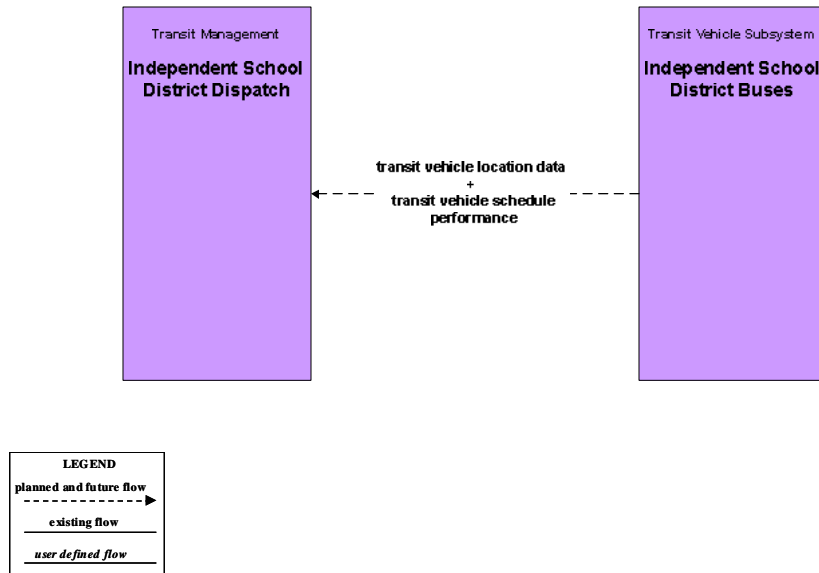 Transit Management
Independent School
District Dispatch
Transit Vehicle Subsystem
Independent School
District Buses
transit vehicle location data
+
transit vehicle schedule
performance
LEGEND
planned and future flow
existing flow
user defined flow